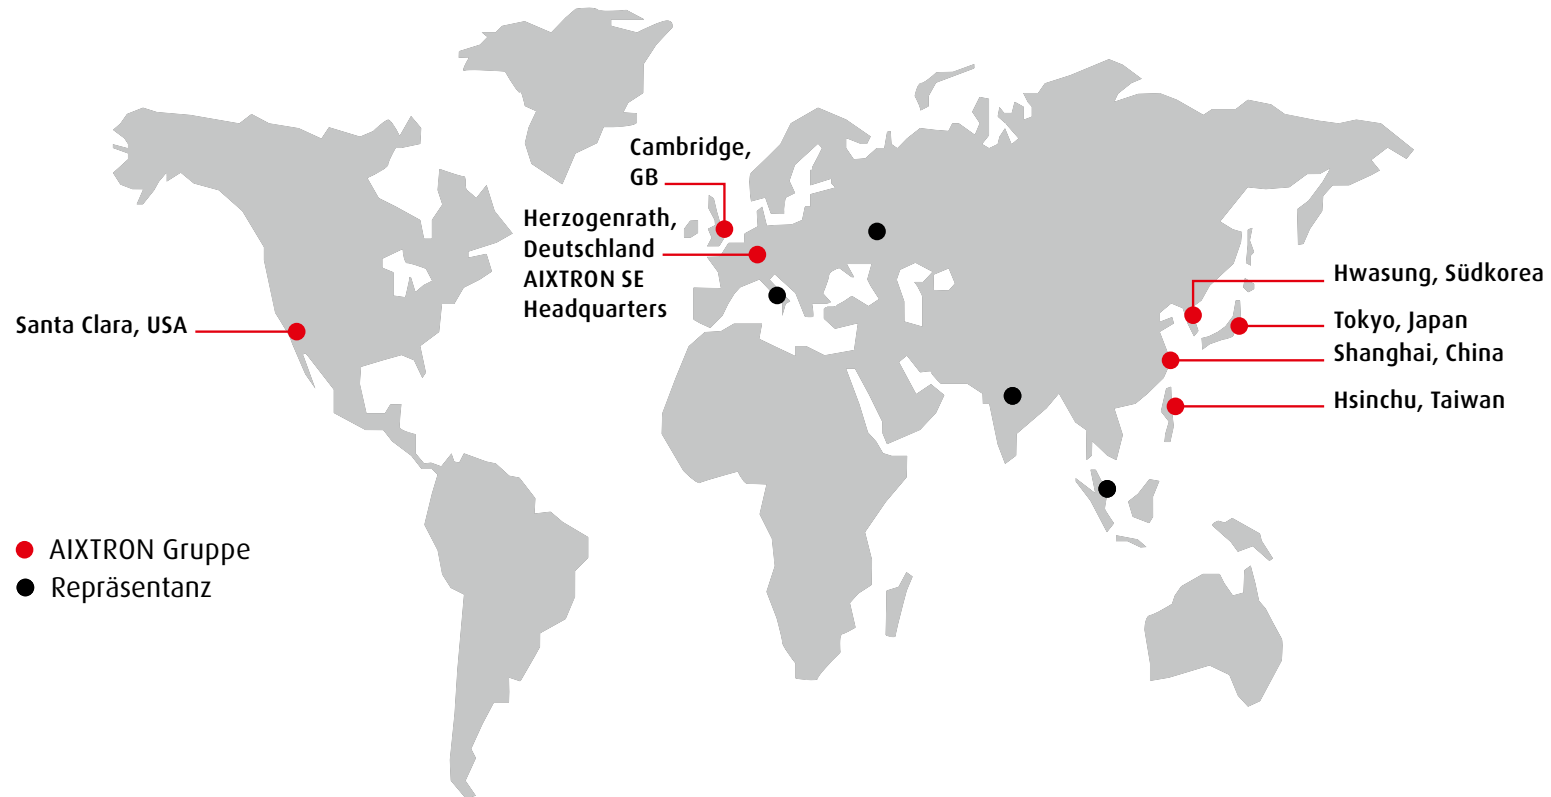 Cambridge,
GB
Herzogenrath,
Deutschland
AIXTRON SE
Headquarters
Santa Clara, USA
Hwasung, Südkorea
Tokyo, Japan
Shanghai, China
Hsinchu, Taiwan
AIXTRON Gruppe
Repräsentanz